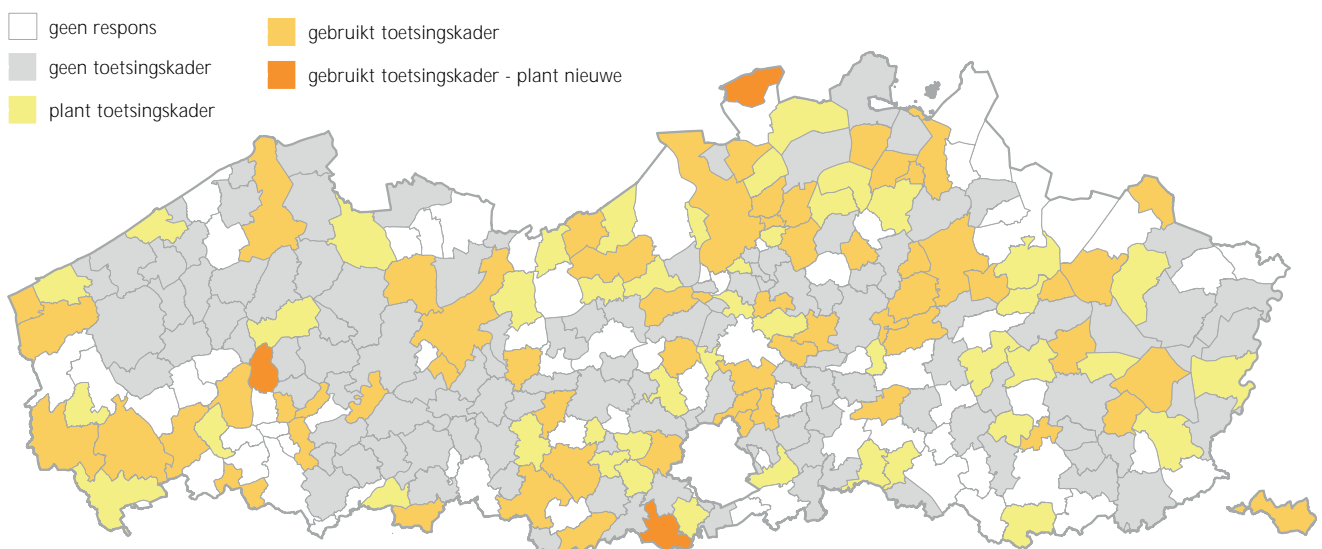 geen respons
geen toetsingskader
plant toetsingskader
gebruikt toetsingskader
gebruikt toetsingskader - plant nieuwe